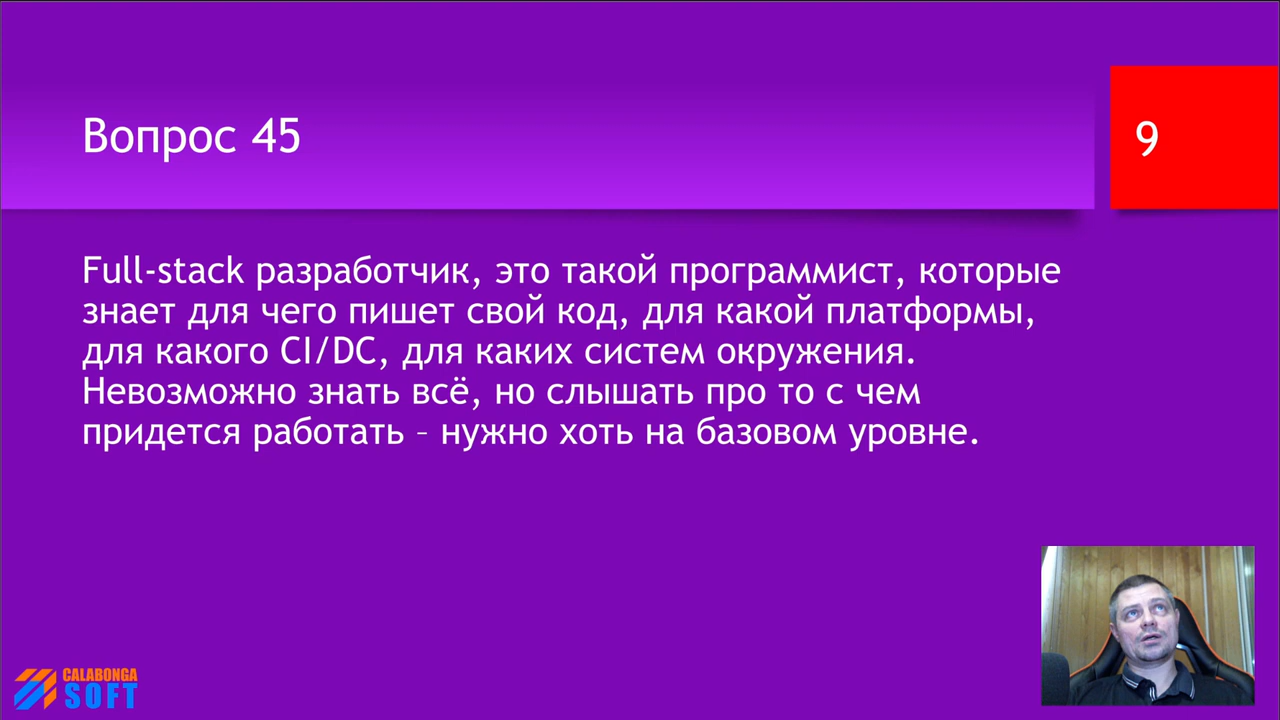 Вопрос 45
9
Full-stack разработчик, это такой программист, которые
знает для чего пишет свой код, для какой платформы,
для какого CI/DC, для каких систем окружения.
Невозможно знать всё, но слышать про то с чем
придется работать – нужно хоть на базовом уровне.
CALABONGA
SOFT